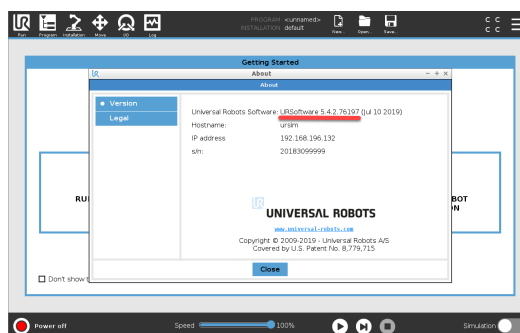 PROGRAM <unnamed>
INSTALLATION default
Run Program Installation Move I/O Log New... Open... Save...
C C
C C
Getting Started
About
About
Version
Legal
Universal Robots Software: URSoftware 5.4.2.76197 (Jul 10 2019)
Hostname: ursim
IP address 192.168.196.132
s/n: 20183099999
RU
BOT
N
UNIVERSAL ROBOTS
www.universal-robots.com
Copyright © 2009-2019 - Universal Robots A/S
Covered by U.S. Patent No. 8,779,715
Close
Don't show t
Power off Speed 100% Simulation